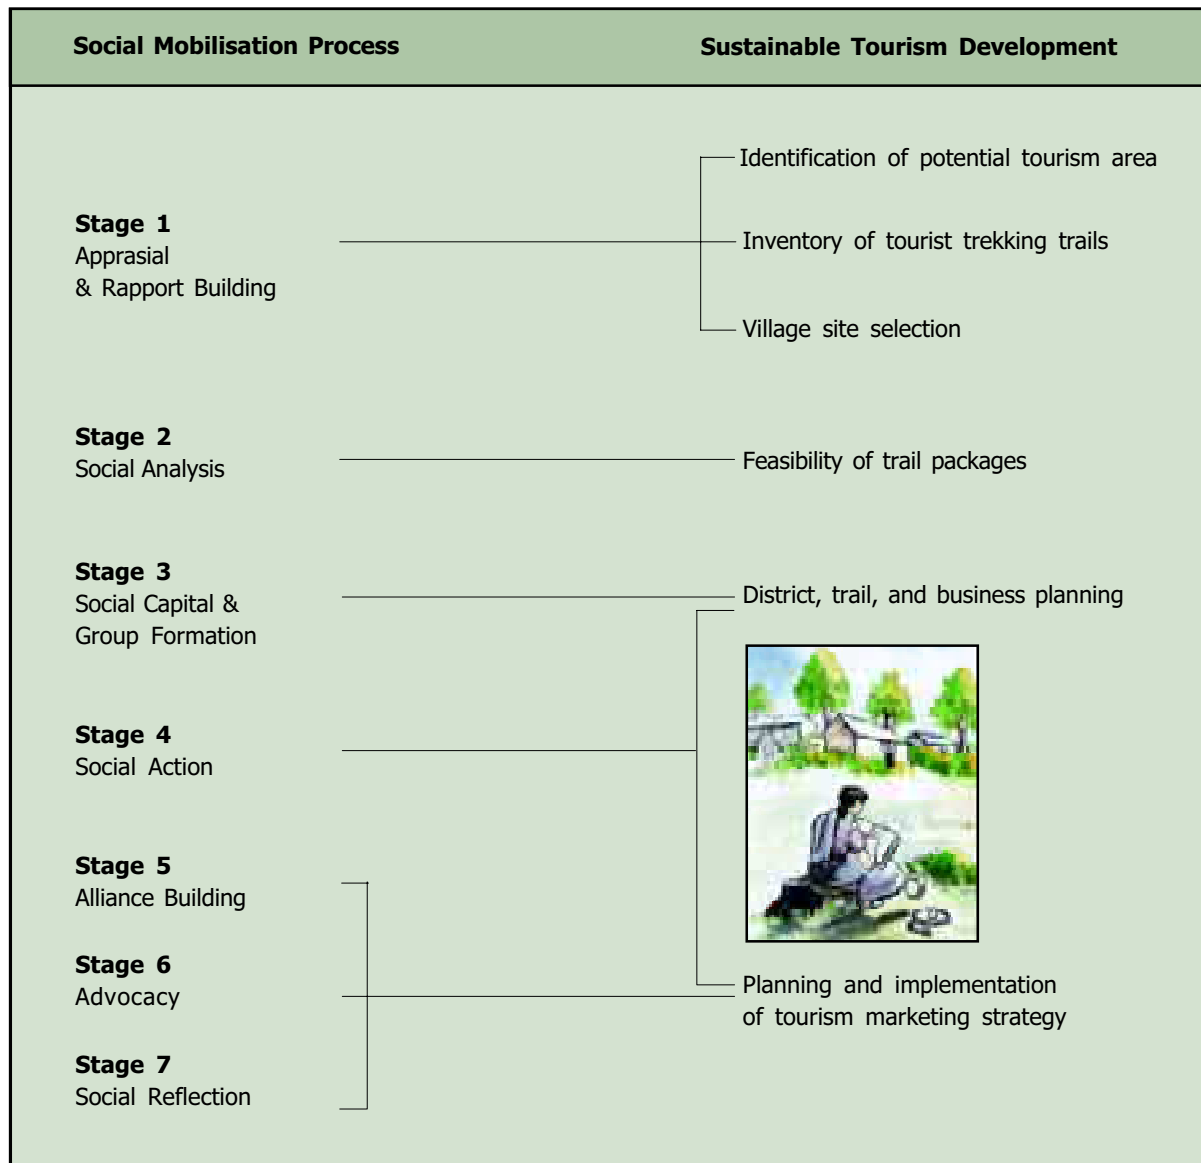 Social Mobilisation Process
Sustainable Tourism Development
Stage 1
Apprasial
& Rapport Building
Identification of potential tourism area
Inventory of tourist trekking trails
Village site selection
Stage 2
Social Analysis
Feasibility of trail packages
Stage 3
Social Capital &
Group Formation
District, trail, and business planning
Stage 4
Social Action
Stage 5
Alliance Building
Stage 6
Advocacy
Stage 7
Social Reflection
Planning and implementation
of tourism marketing strategy